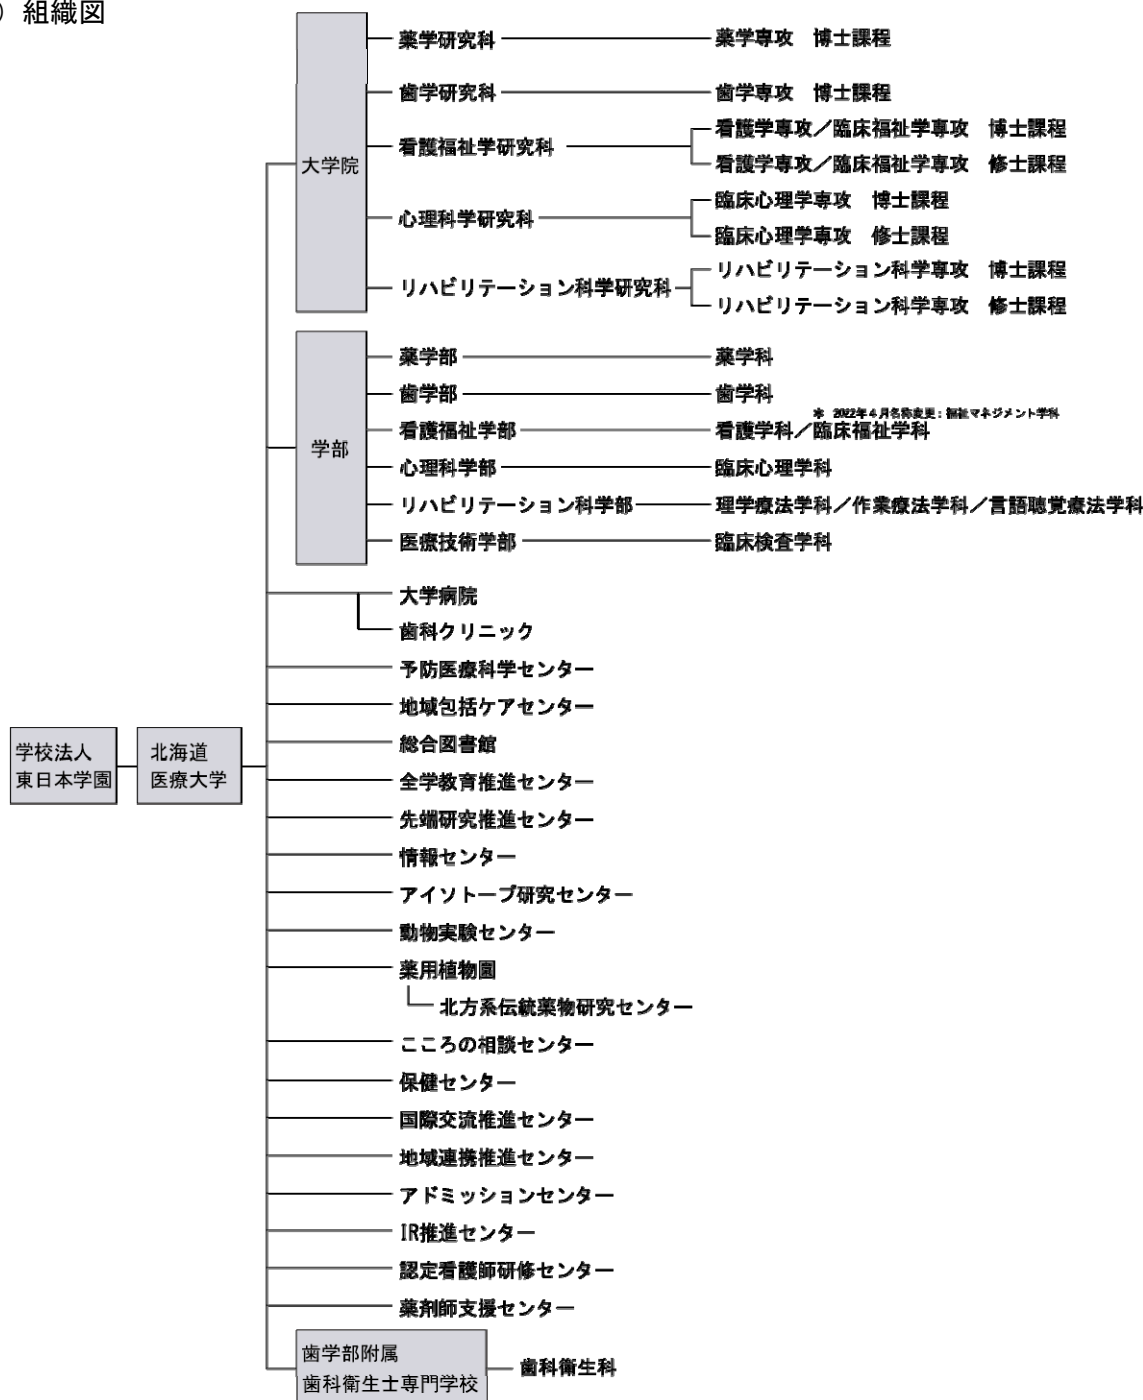 ) 組織図
大学院
薬学研究科 薬学専攻 博士課程
歯学研究科 歯学専攻 博士課程
看護福祉学研究科
看護学専攻／臨床福祉学専攻 博士課程
看護学専攻／臨床福祉学専攻 修士課程
心理科学研究科
臨床心理学専攻 博士課程
臨床心理学専攻 修士課程
リハビリテーション科学研究科
リハビリテーション科学専攻 博士課程
リハビリテーション科学専攻 修士課程
学部
薬学部 薬学科
歯学部 歯学科
＊ 2022年4月名称変更：福祉マネジメント学科
看護福祉学部 看護学科／臨床福祉学科
心理科学部 臨床心理学科
リハビリテーション科学部 理学療法学科／作業療法学科／言語聴覚療法学科
医療技術学部 臨床検査学科
大学病院
歯科クリニック
予防医療科学センター
地域包括ケアセンター
学校法人
東日本学園
北海道
医療大学
総合図書館
全学教育推進センター
先端研究推進センター
情報センター
アイソトープ研究センター
動物実験センター
薬用植物園
北方系伝統薬物研究センター
こころの相談センター
保健センター
国際交流推進センター
地域連携推進センター
アドミッションセンター
IR推進センター
認定看護師研修センター
薬剤師支援センター
歯学部附属
歯科衛生士専門学校
歯科衛生科